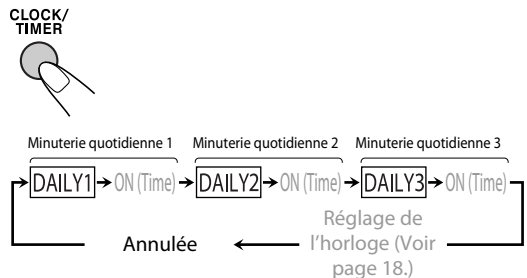 CLOCK/
TIMER
Minuterie quotidienne 1 Minuterie quotidienne 2 Minuterie quotidienne 3
DAILY1 ON (Time) DAILY2 ON (Time) DAILY3 ON (Time)
Réglage de
Annulée l'horloge (Voir
page 18.)